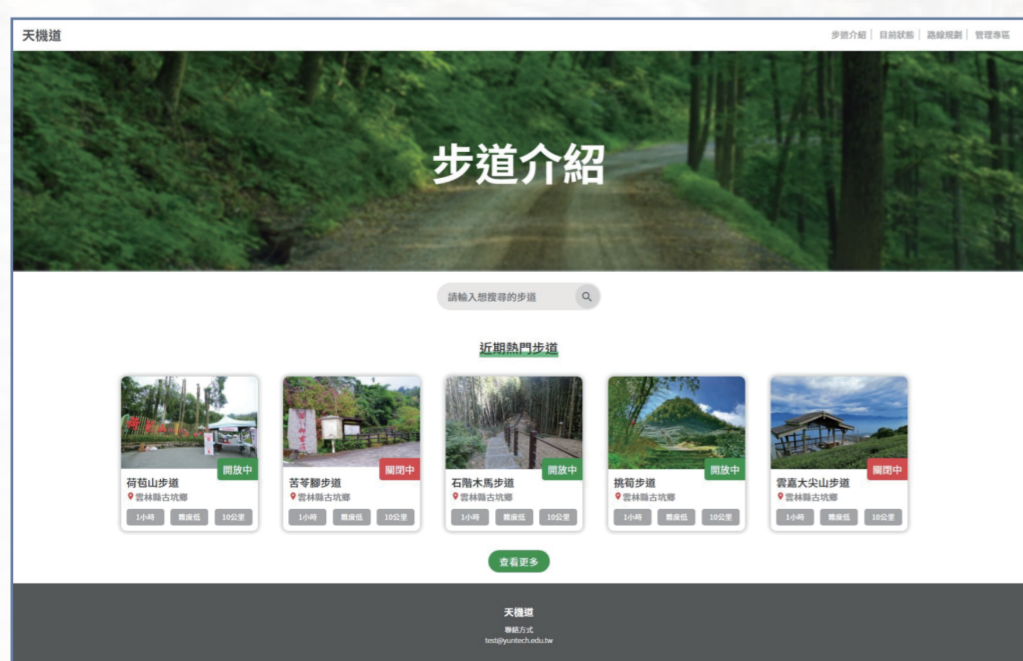 天機道
步道介紹 | 目前狀態 | 路線規劃 | 管理專區
步道介紹
請輸入想搜尋的步道
近期熱門步道
開放中
荷苞山步道
雲林縣古坑鄉
1小時 難度低 10公里
關閉中
苦苓腳步道
雲林縣古坑鄉
1小時 難度低 10公里
開放中
石階木馬步道
雲林縣古坑鄉
1小時 難度低 10公里
開放中
挑筍步道
雲林縣古坑鄉
1小時 難度低 10公里
關閉中
雲嘉大尖山步道
雲林縣古坑鄉
1小時 難度低 10公里
查看更多
天機道
聯絡方式
test@yuntech.edu.tw